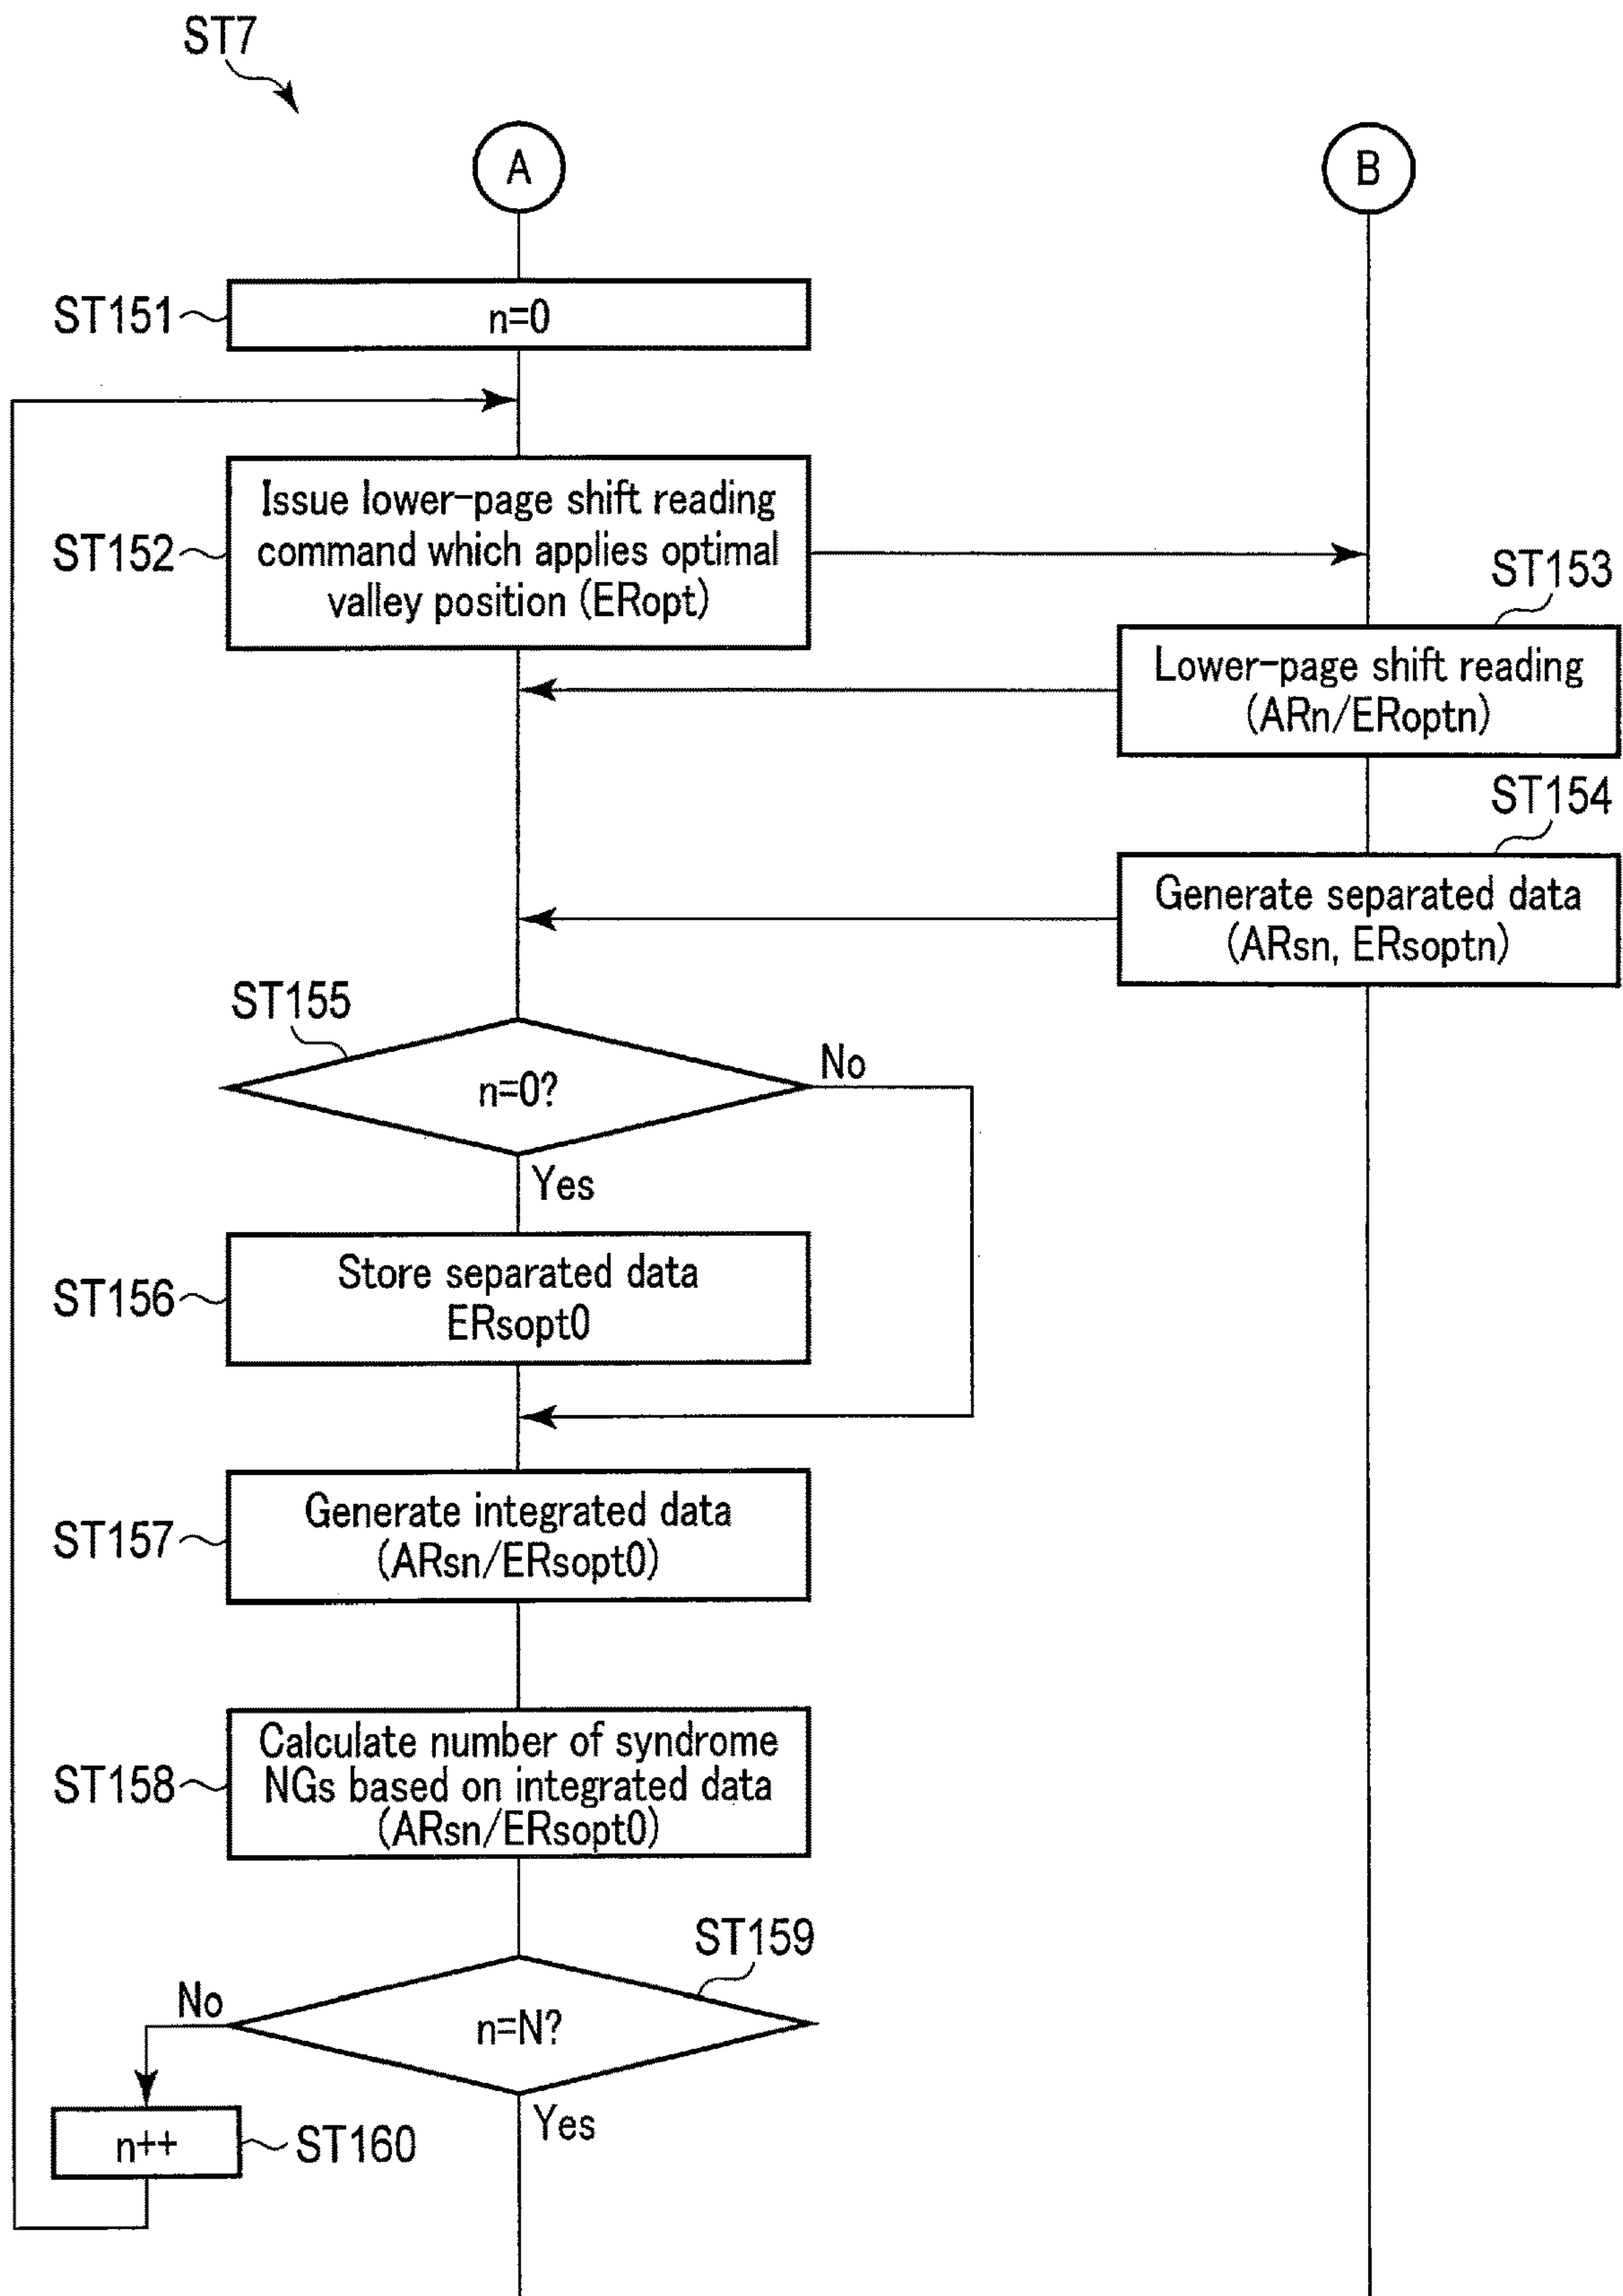 ST7
A
B
ST151
n=0
ST152
Issue lower-page shift reading
command which applies optimal
valley position (ERopt)
ST153
Lower-page shift reading
(ARn/ERoptn)
ST154
Generate separated data
(ARsn, ERsoptn)
ST155
n=0?
No
Yes
ST156
Store separated data
ERsopt0
ST157
Generate integrated data
(ARsn/ERsopt0)
ST158
Calculate number of syndrome
NGs based on integrated data
(ARsn/ERsopt0)
ST159
No
n=N?
Yes
n++
ST160